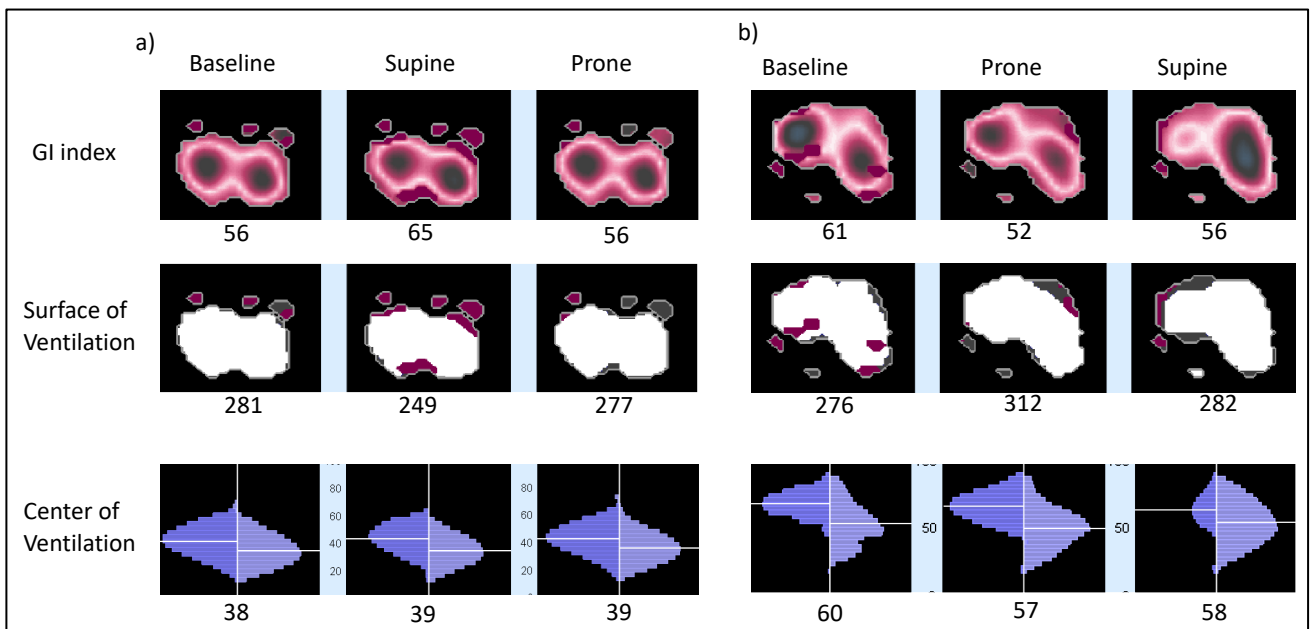 a)
b)
Baseline Supine Prone
Baseline Prone Supine
GI index
56 65 56
61 52 56
Surface of
Ventilation
281 249 277
276 312 282
Center of
Ventilation
80 80
60 60
40 40
20 20
0
50 50
38 39 39
60 57 58